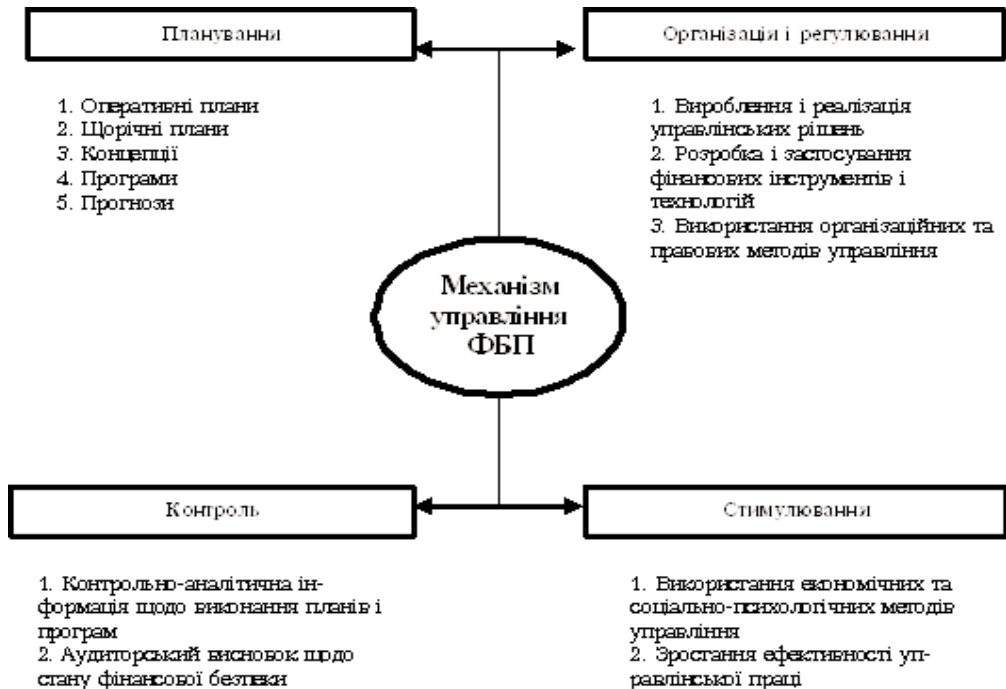 Планування
Організація і регулювання
1. Оперативні плани
2. Щорічні плани
3. Концепції
4. Програми
5. Прогнози
1. Вироблення і реалізація
управлінських рішень
2. Розробка і застосування
фінансових інструментів і
технологій
3. Використання організаційних та
правових методів управління
Механізм
управління
ФБП
Контроль
Стимулювання
1. Контрольно-аналітична ін-
формація щодо виконання планів і
програм
2. Аудиторський висновок щодо
стану фінансової безпеки
1. Використання економічних та
соціально-психологічних методів
управління
2. Зростання ефективності уп-
равлінської праці